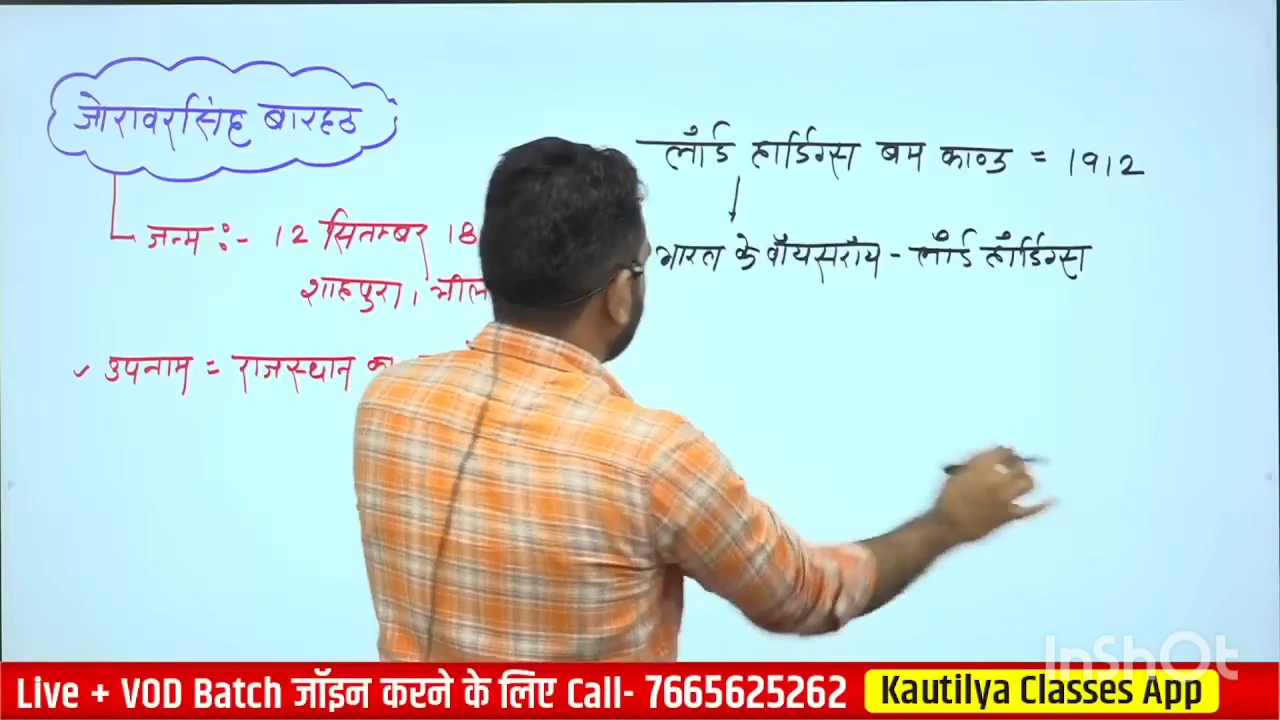 जोरावरसिंह बारहठ
जन्म :- 12 सितम्बर 18
शाहपुरा, भील
✓ उपनाम = राजस्थान का
लॉर्ड हार्डिग्स बम काण्ड = 1912
↓
भारत के वॉयसरॉय - लॉर्ड हॉर्डिग्स
InShOt
Live + VOD Batch जॉइन करने के लिए Call- 7665625262 Kautilya Classes App